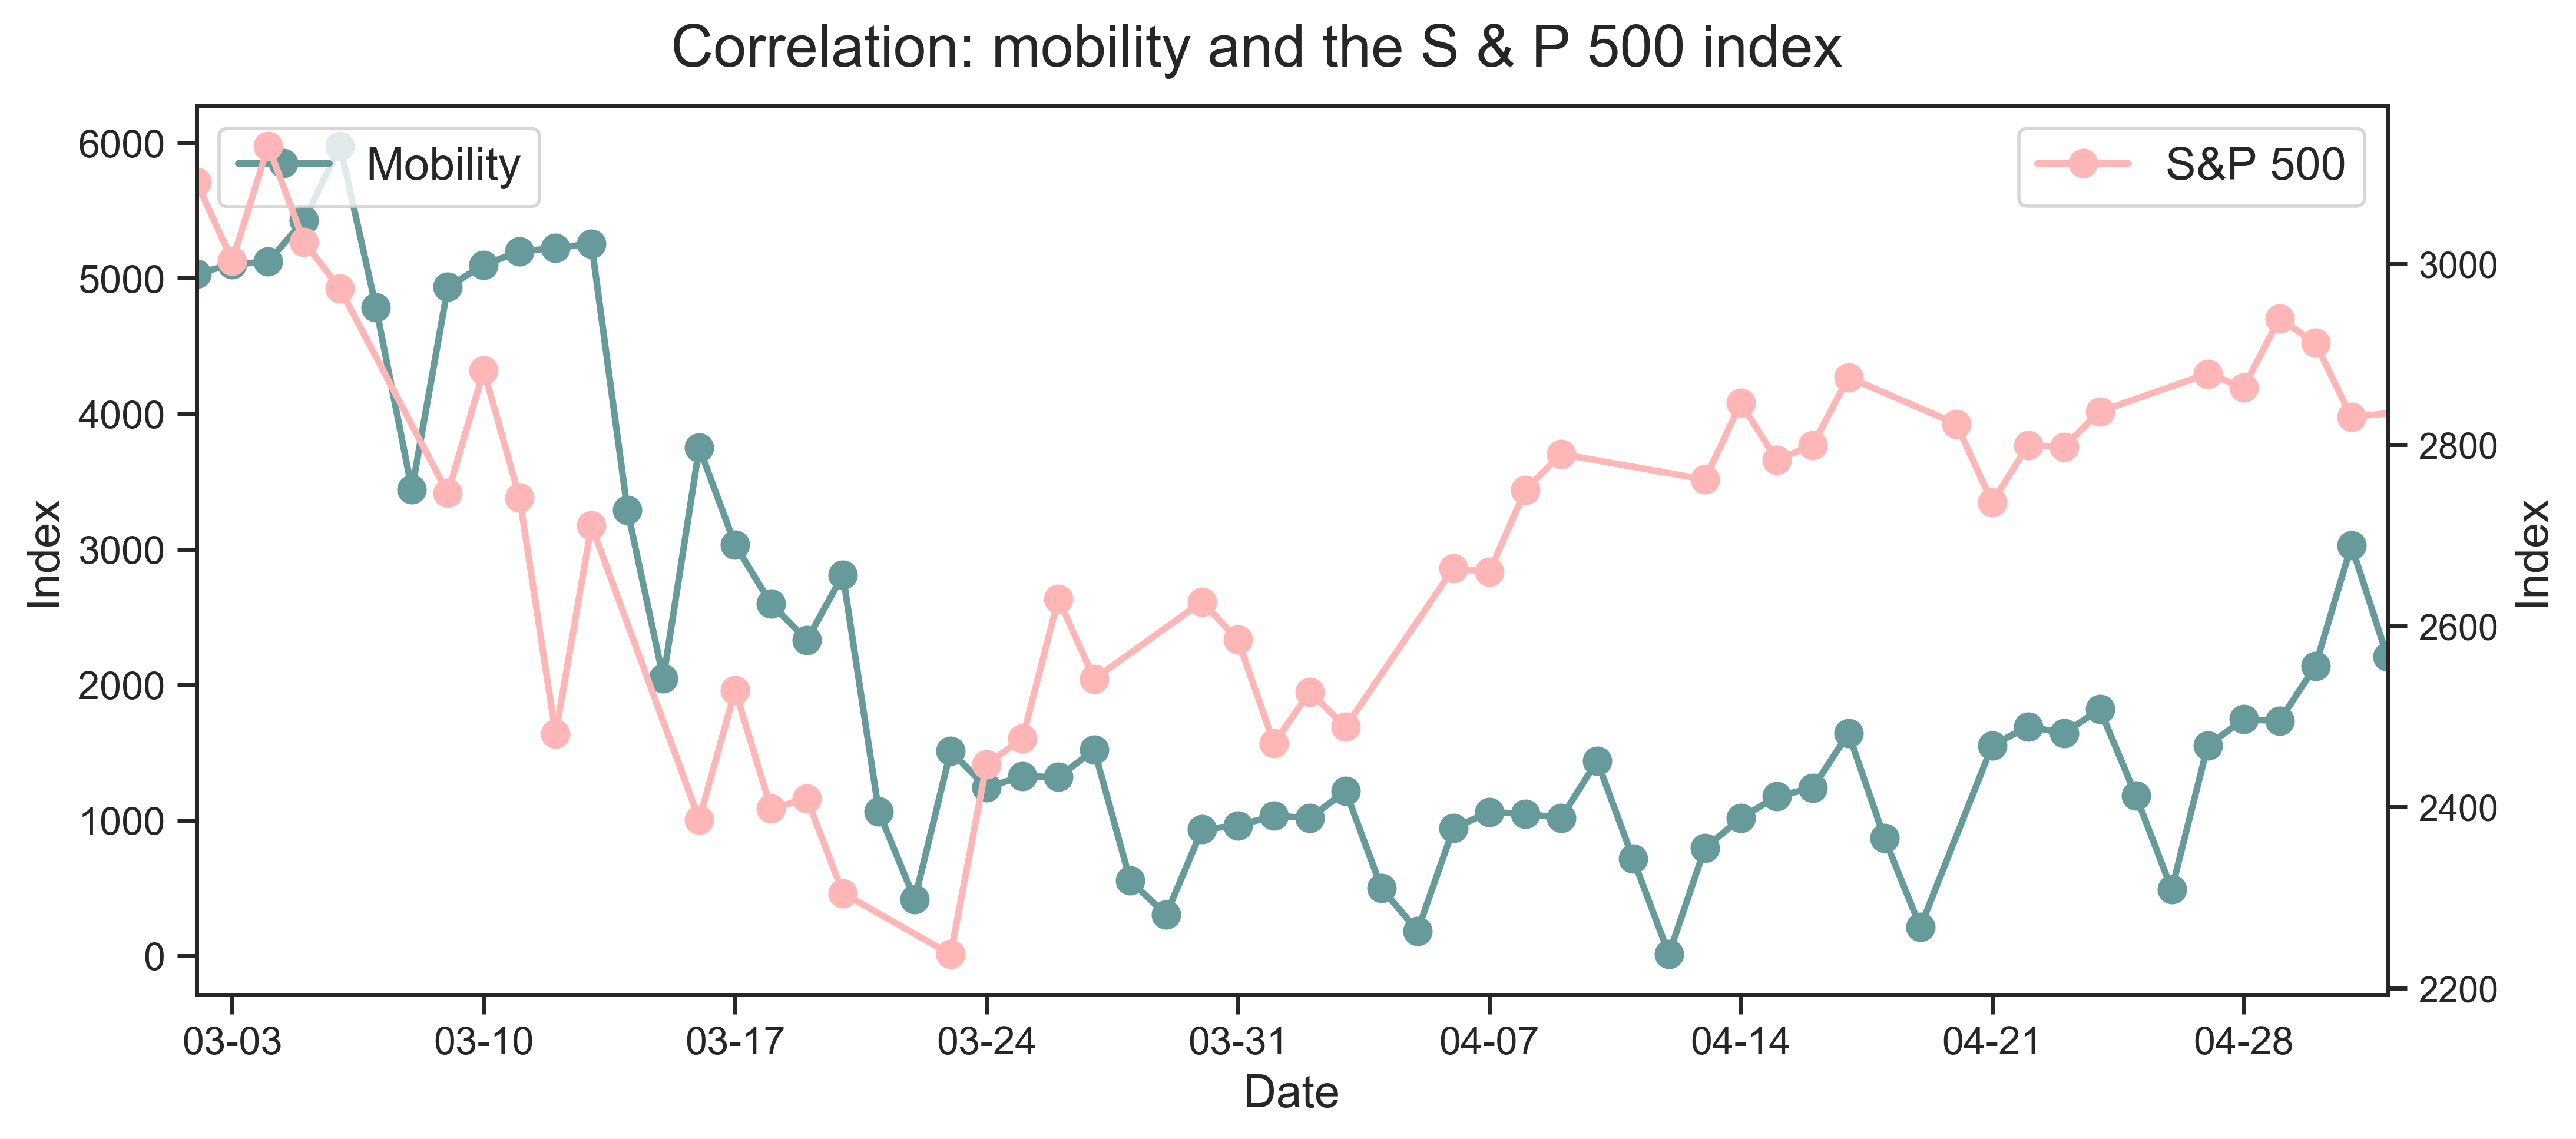 Correlation: mobility and the S & P 500 index
Mobility
S&P 500
6000
5000
4000
3000
2000
1000
0
Index
3000
2800
2600
2400
2200
Index
03-03 03-10 03-17 03-24 03-31 04-07 04-14 04-21 04-28
Date